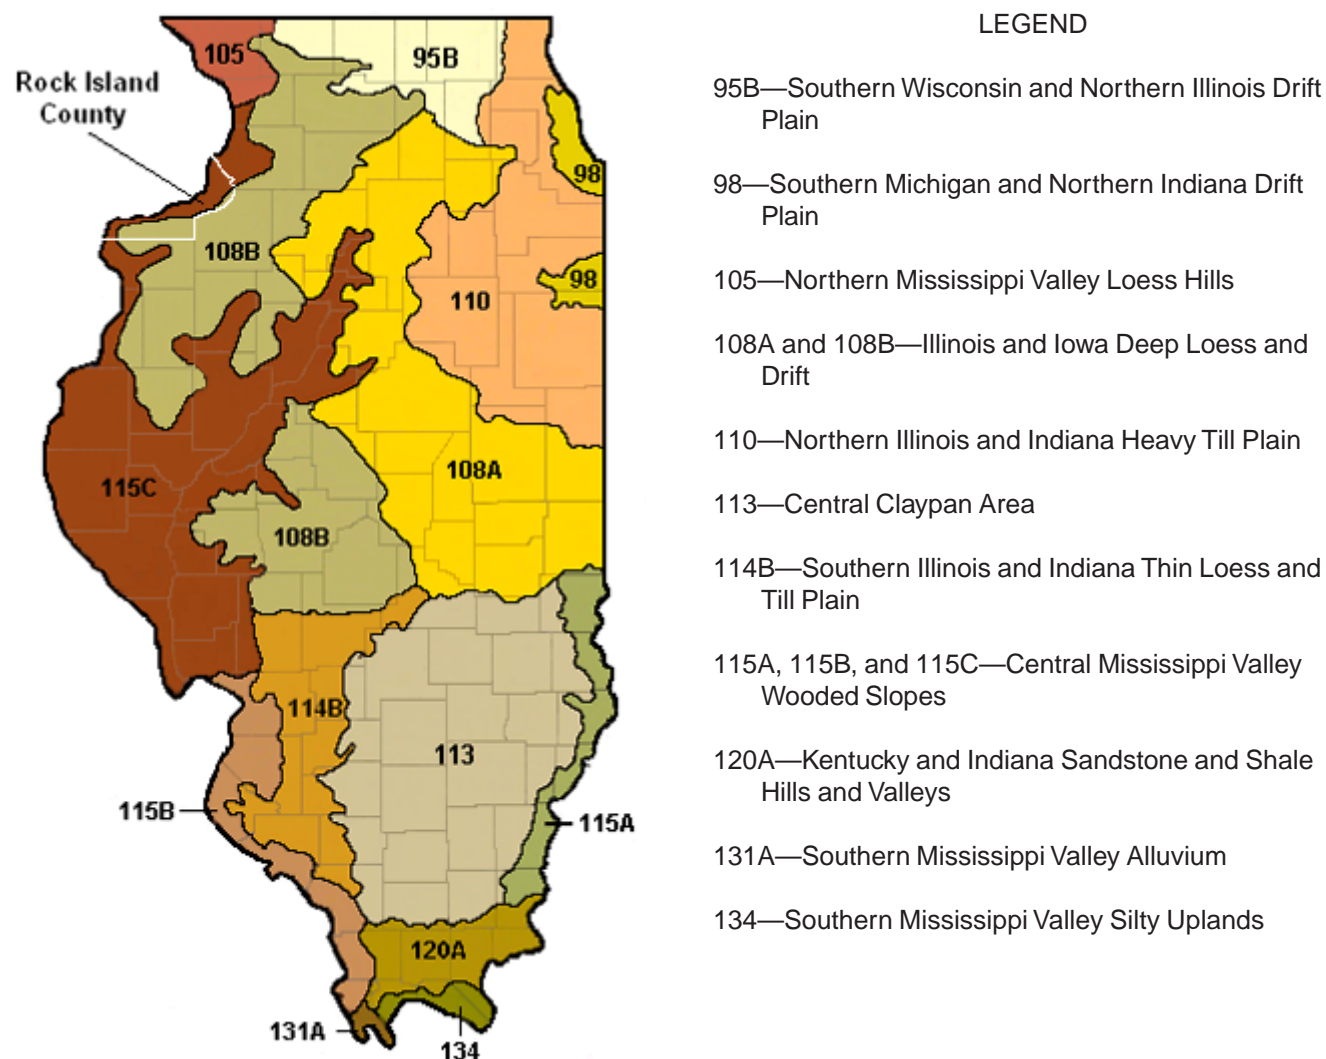 LEGEND
95B—Southern Wisconsin and Northern Illinois Drift
Plain
98—Southern Michigan and Northern Indiana Drift
Plain
105—Northern Mississippi Valley Loess Hills
108A and 108B—Illinois and Iowa Deep Loess and
Drift
110—Northern Illinois and Indiana Heavy Till Plain
113—Central Claypan Area
114B—Southern Illinois and Indiana Thin Loess and
Till Plain
115A, 115B, and 115C—Central Mississippi Valley
Wooded Slopes
120A—Kentucky and Indiana Sandstone and Shale
Hills and Valleys
131A—Southern Mississippi Valley Alluvium
134—Southern Mississippi Valley Silty Uplands
105
95B
Rock Island
County
98
108B
98
110
108A
115C
108B
114B
113
115B
115A
120A
131A
134